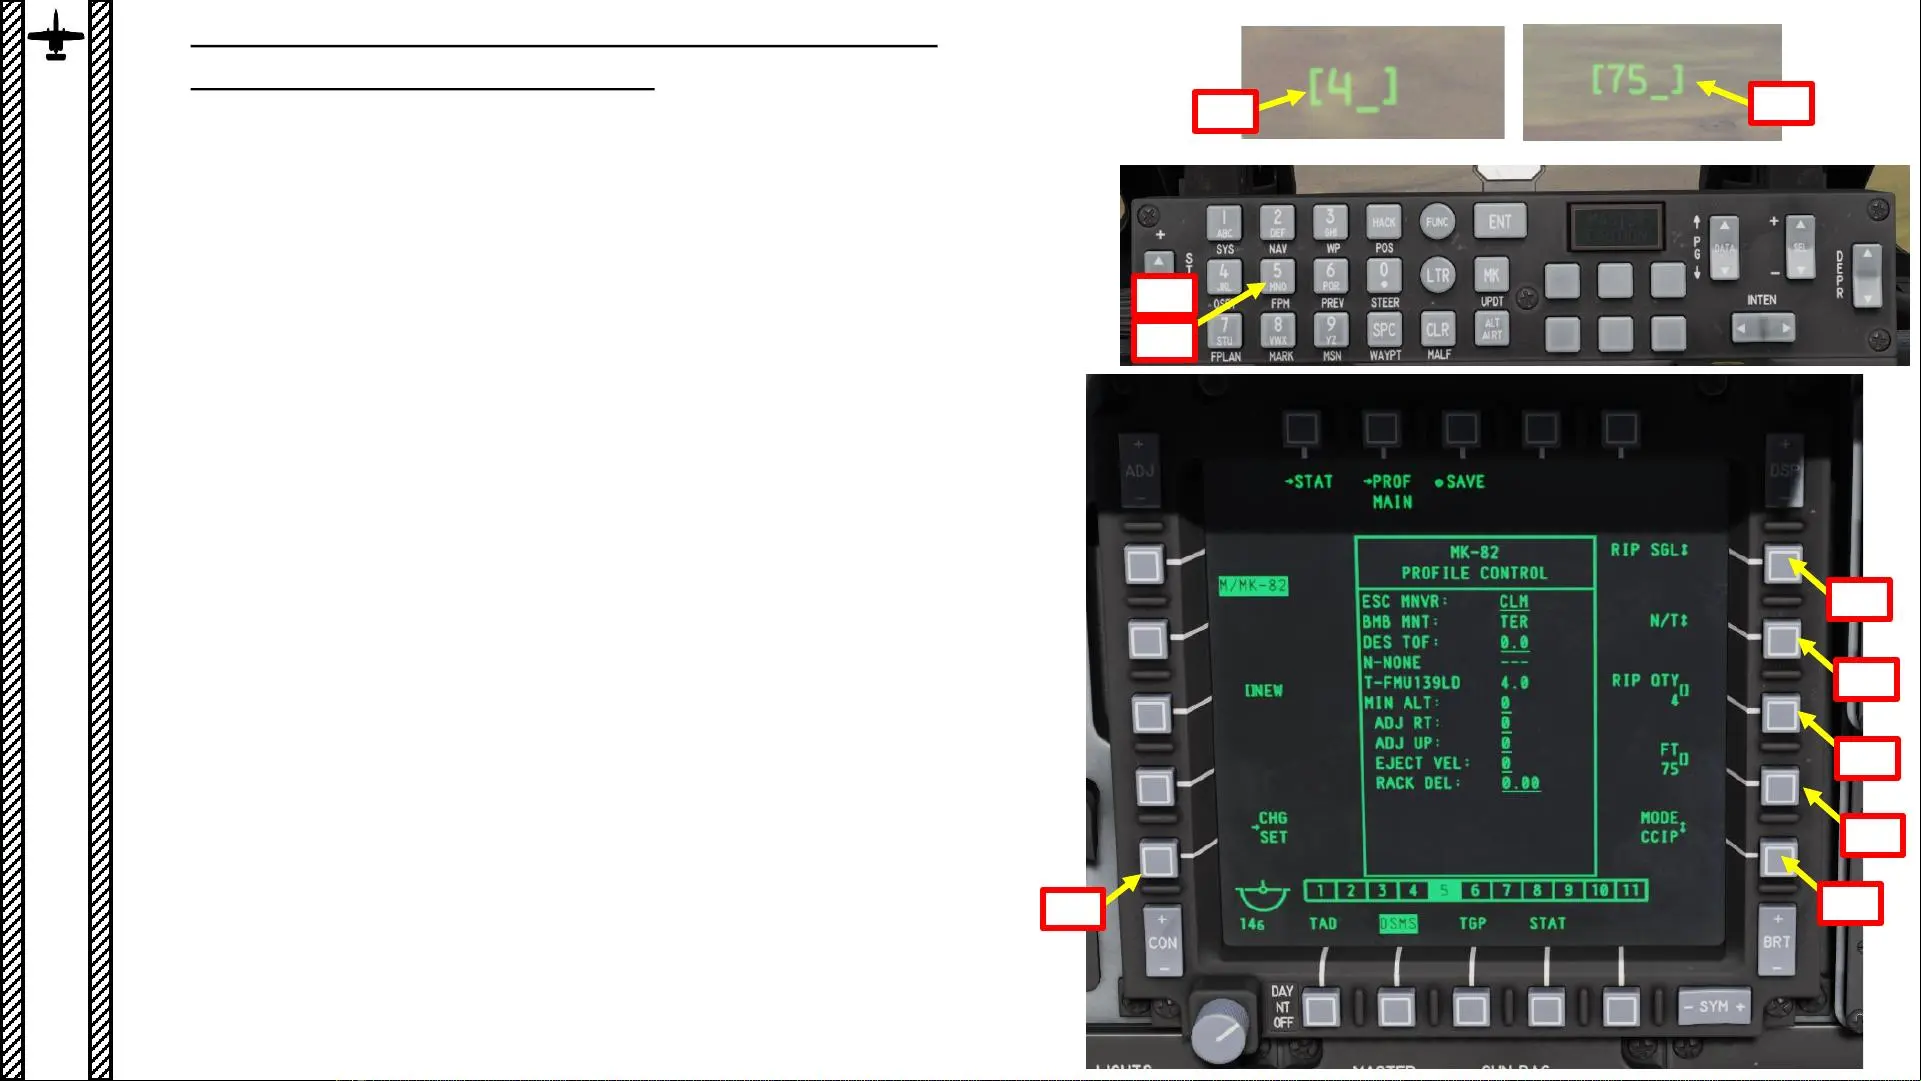 [4_]
[75_]
1 ABC
2 DEF
3 GHI
HACK
FUNC
ENT
SYS
NAV
WP
POS
4 JKL
5 MNO
6 PQR
0
LTR
MK
FPM
PREV
STEER
UPDT
7 STU
8 VWX
9 YZ
SPC
CLR
ALT
ALRT
FPLAN
MARK
MSN
WAYPT
MALF
+
PG
DATA
+
SEL
-
DEPR
INTEN
+
ADJ
-
+
DSP
-
→STAT
→PROF
MAIN
●SAVE
MK-82
PROFILE CONTROL
ESC MNVR: CLM
BMB MNT: TER
DES TOF: 0.0
N-NONE ---
T-FMU139LD 4.0
MIN ALT: 0
ADJ RT: 0
ADJ UP: 0
EJECT VEL: 0
RACK DEL: 0.00
M/MK-82
[]NEW
→CHG
SET
RIP SGL↕
N/T↕
RIP QTY[]
4
FT[]
75
MODE↕
CCIP
1 2 3 4 5 6 7 8 9 10 11
14G
TAD
DSMS
TGP
STAT
+
CON
-
+
BRT
-
DAY
NT
OFF
- SYM +